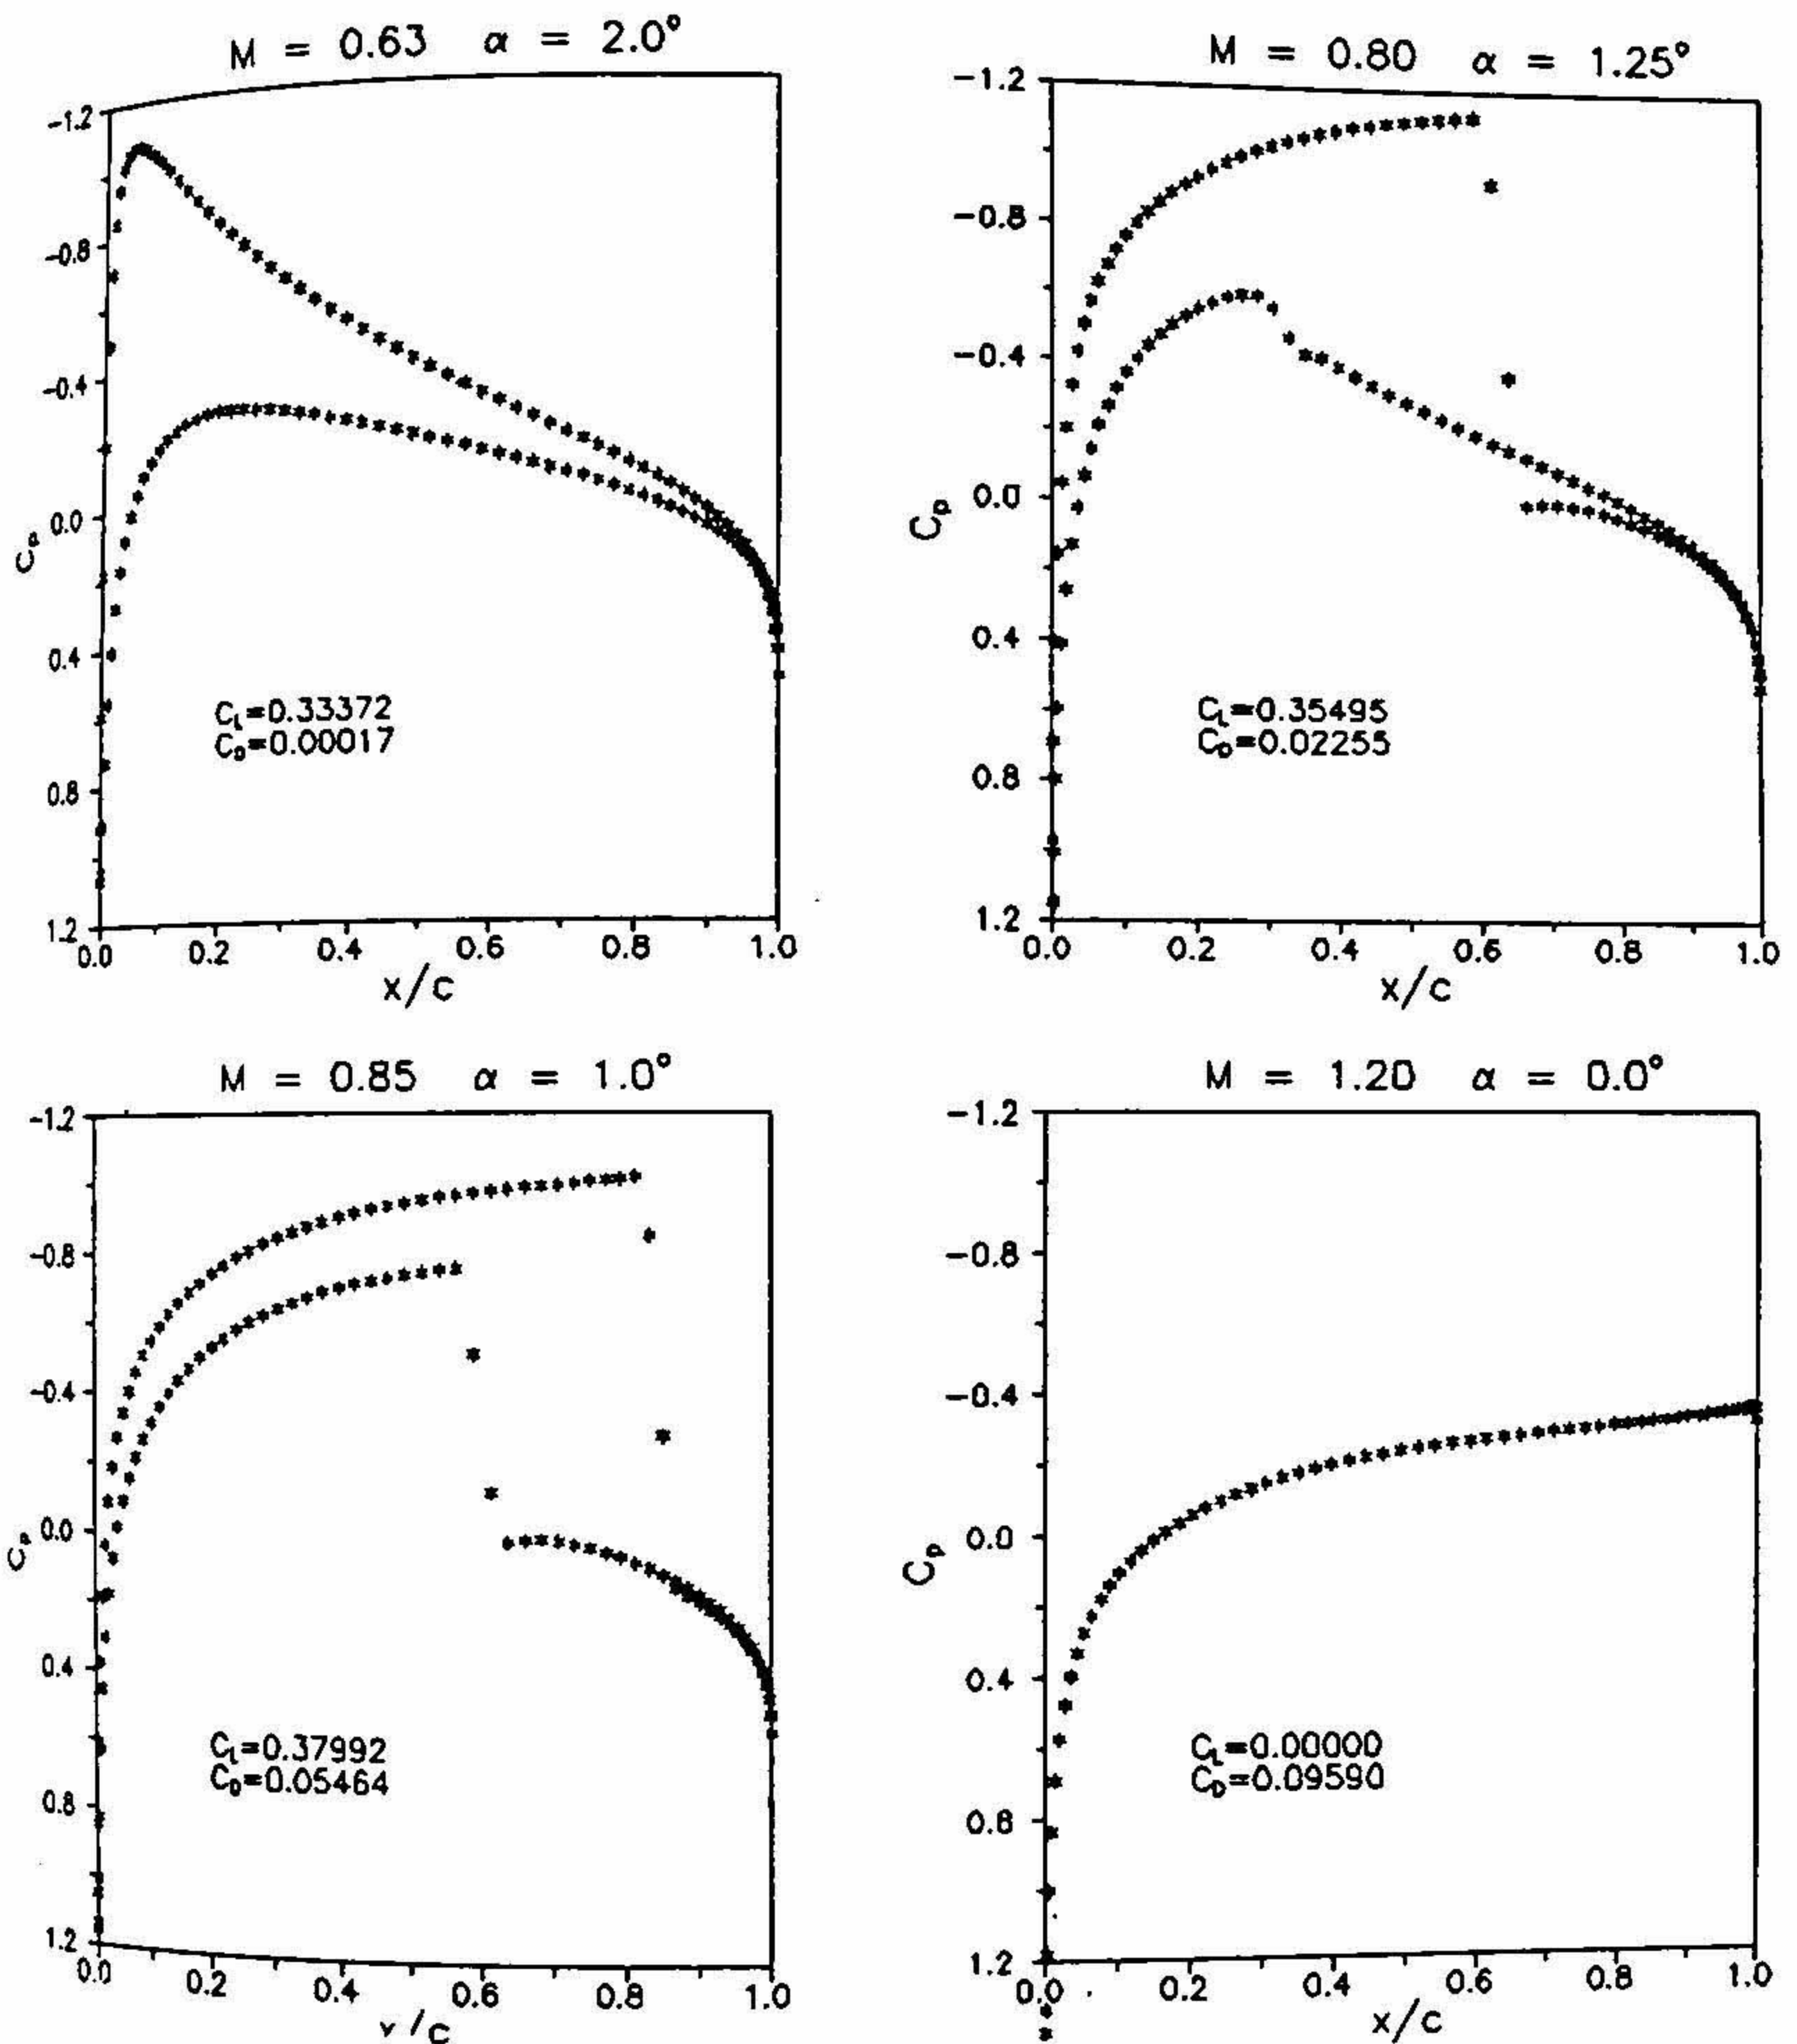 M = 0.63 α = 2.0°
-1.2
-0.8
-0.4
0.0
0.4
0.8
1.2
Cp
CL=0.33372
CD=0.00017
0.0 0.2 0.4 0.6 0.8 1.0
x/c
M = 0.80 α = 1.25°
-1.2
-0.8
-0.4
0.0
0.4
0.8
1.2
Cp
CL=0.35495
CD=0.02255
0.0 0.2 0.4 0.6 0.8 1.0
x/c
M = 0.85 α = 1.0°
-1.2
-0.8
-0.4
0.0
0.4
0.8
1.2
Cp
CL=0.37992
CD=0.05464
0.0 0.2 0.4 0.6 0.8 1.0
x/c
M = 1.20 α = 0.0°
-1.2
-0.8
-0.4
0.0
0.4
0.8
1.2
Cp
CL=0.00000
CD=0.09590
0.0 0.2 0.4 0.6 0.8 1.0
x/c